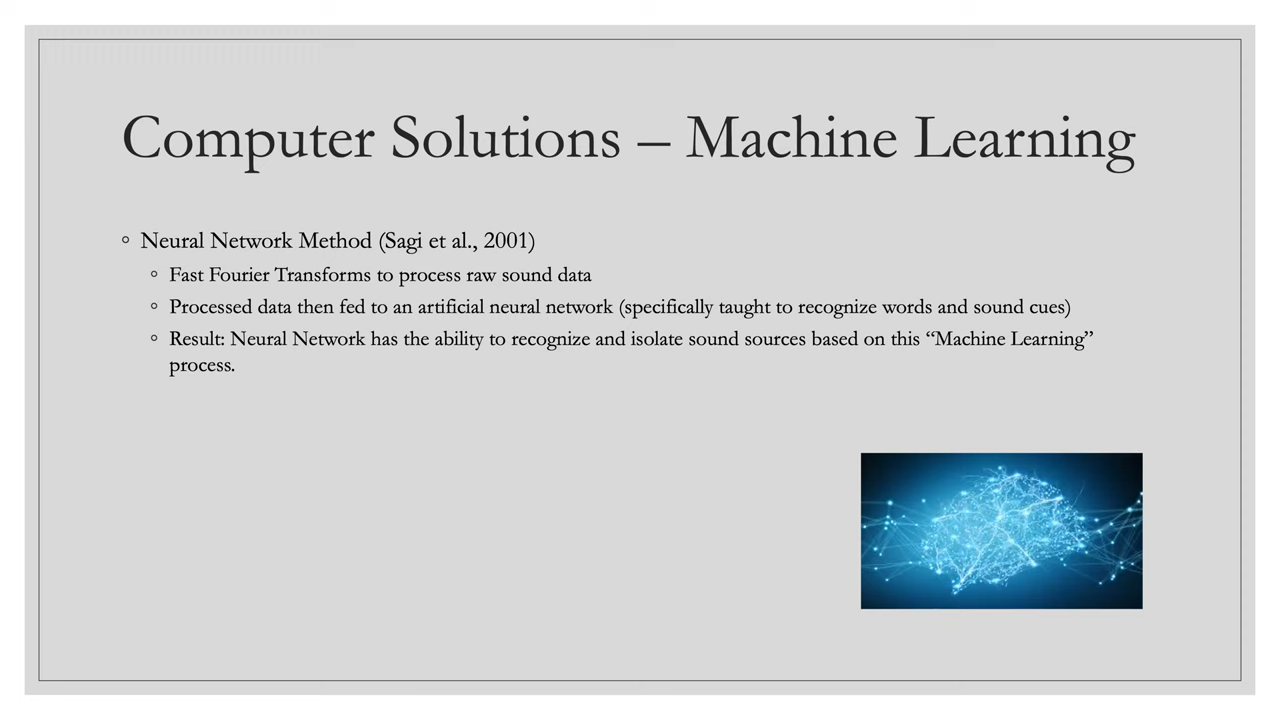 Computer Solutions – Machine Learning
◦ Neural Network Method (Sagi et al., 2001)
◦ Fast Fourier Transforms to process raw sound data
◦ Processed data then fed to an artificial neural network (specifically taught to recognize words and sound cues)
◦ Result: Neural Network has the ability to recognize and isolate sound sources based on this “Machine Learning”
process.